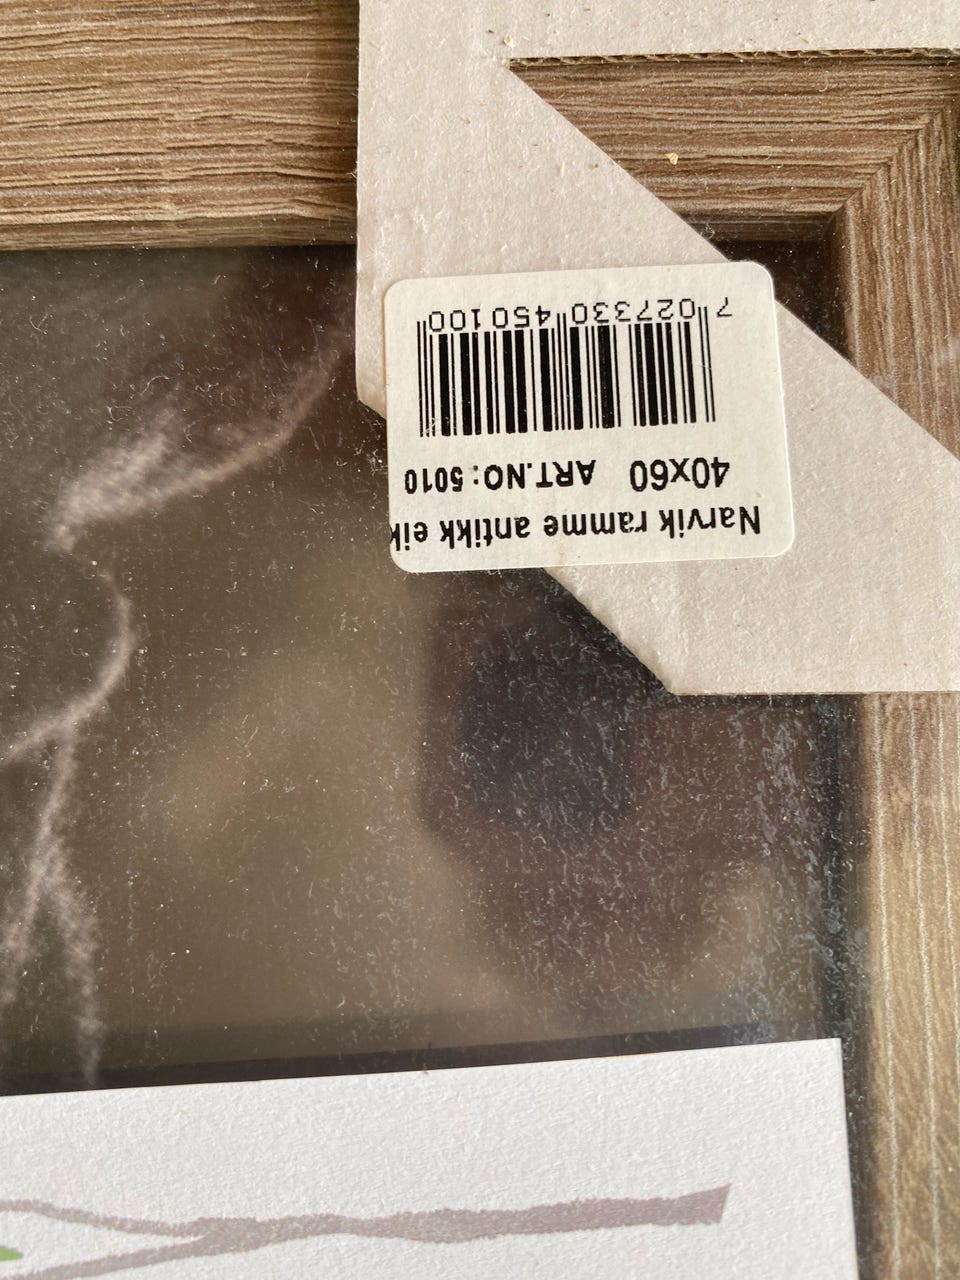 Narvik ramme antikk eik
40x60 ART.NO: 5010
7 027330 450100